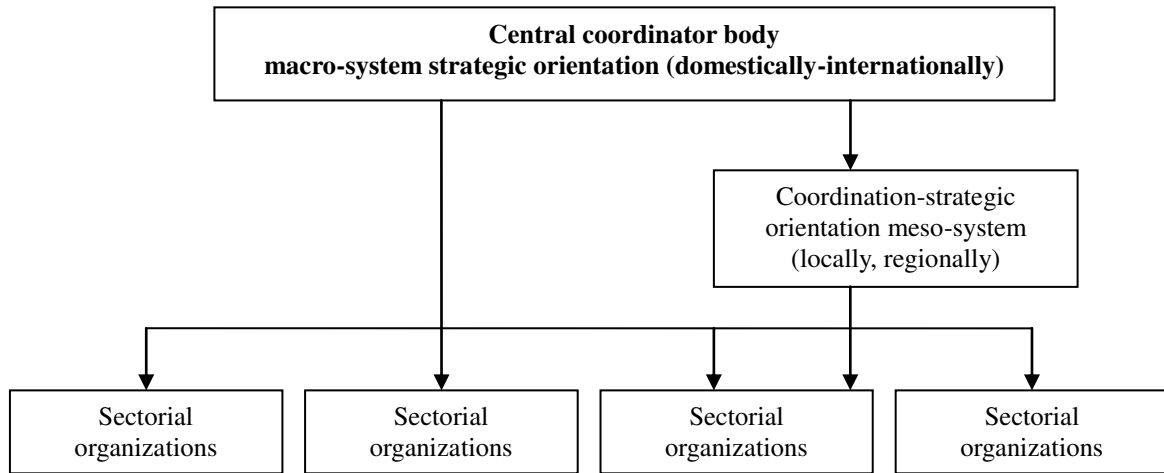 Central coordinator body
macro-system strategic orientation (domestically-internationally)
Coordination-strategic
orientation meso-system
(locally, regionally)
Sectorial
organizations
Sectorial
organizations
Sectorial
organizations
Sectorial
organizations